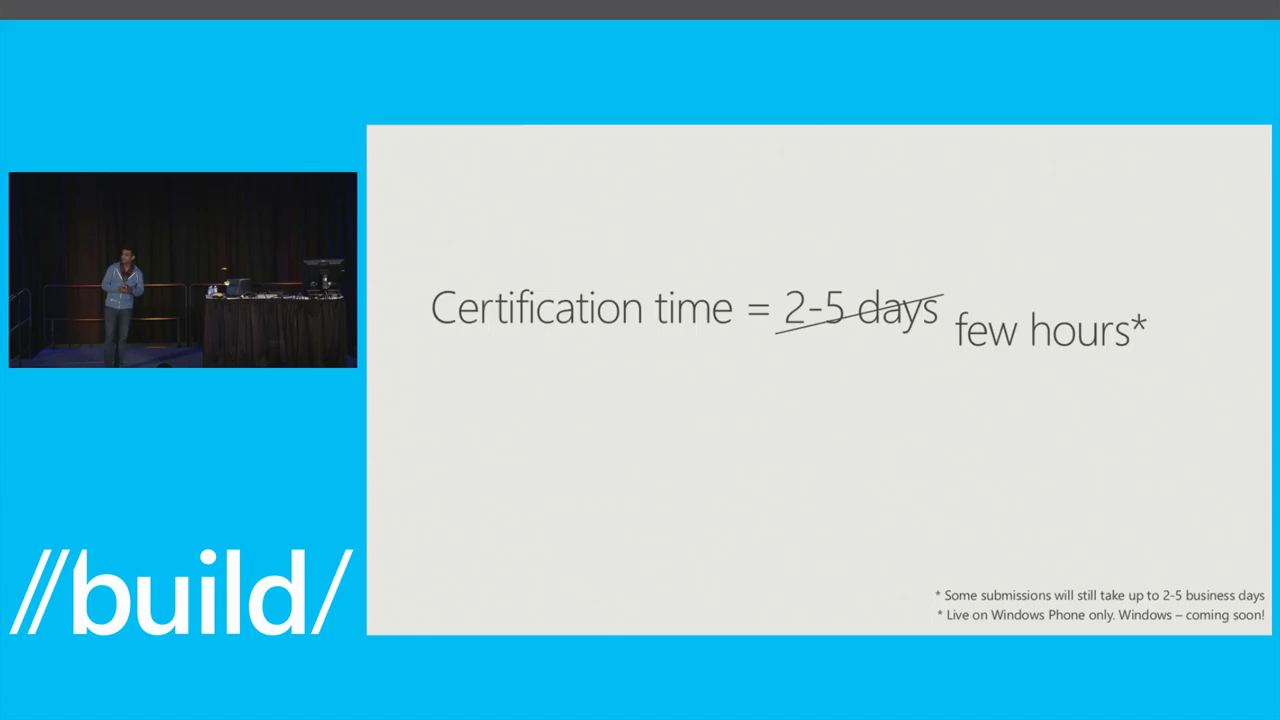 Certification time = 2-5 days few hours*
* Some submissions will still take up to 2-5 business days
* Live on Windows Phone only. Windows – coming soon!
//build/